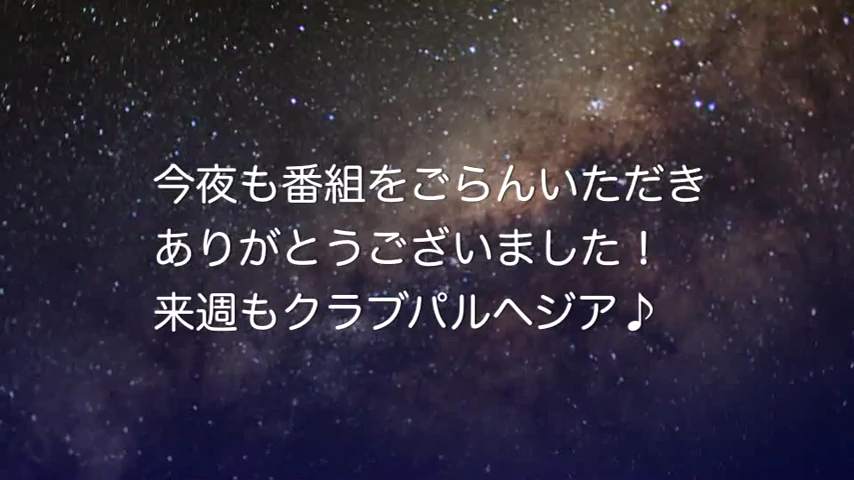 今夜も番組をごらんいただき
ありがとうございました！
来週もクラブパルヘジア♪